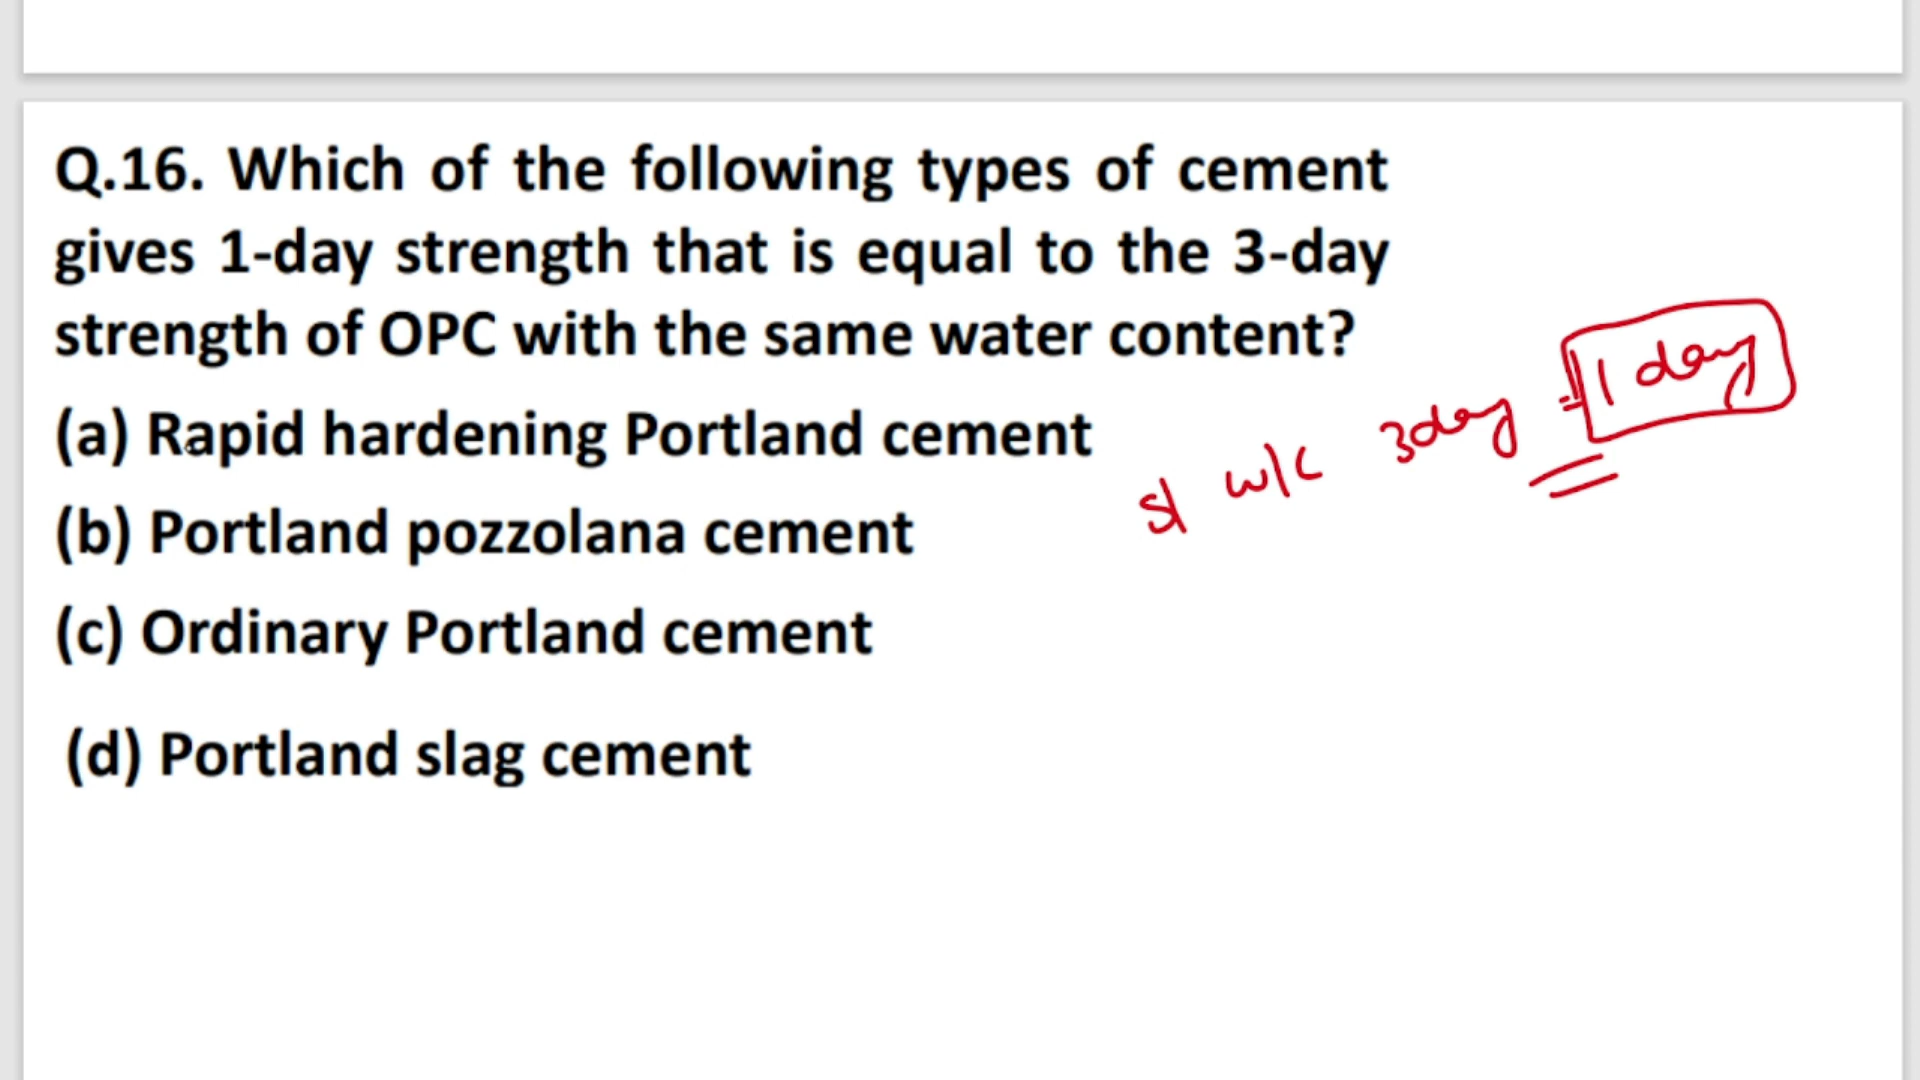 Q.16. Which of the following types of cement
gives 1-day strength that is equal to the 3-day
strength of OPC with the same water content?
(a) Rapid hardening Portland cement
(b) Portland pozzolana cement
(c) Ordinary Portland cement
(d) Portland slag cement
w/c 3day = 1 day